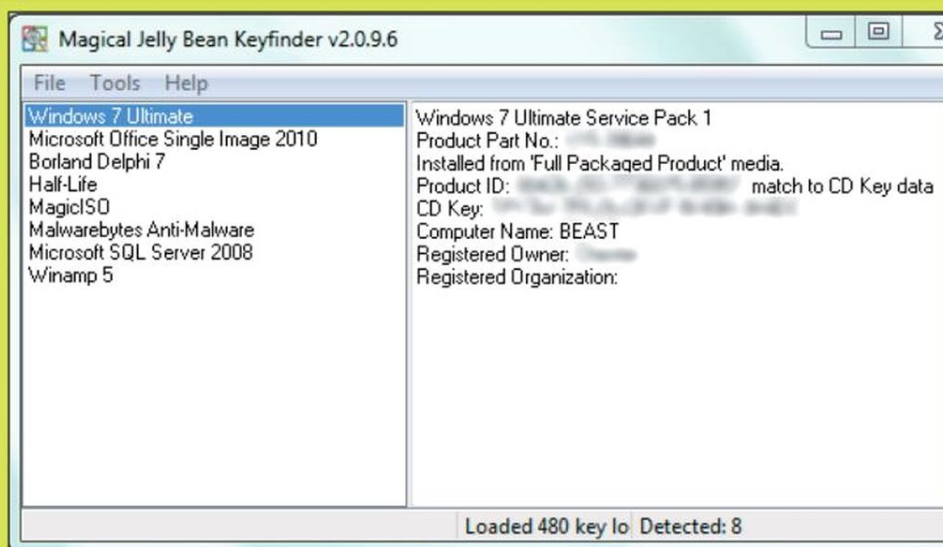 Magical Jelly Bean Keyfinder v2.0.9.6
File Tools Help
Windows 7 Ultimate
Microsoft Office Single Image 2010
Borland Delphi 7
Half-Life
MagicISO
Malwarebytes Anti-Malware
Microsoft SQL Server 2008
Winamp 5
Windows 7 Ultimate Service Pack 1
Product Part No.:
Installed from 'Full Packaged Product' media.
Product ID: match to CD Key data
CD Key:
Computer Name: BEAST
Registered Owner:
Registered Organization:
Loaded 480 key lo Detected: 8